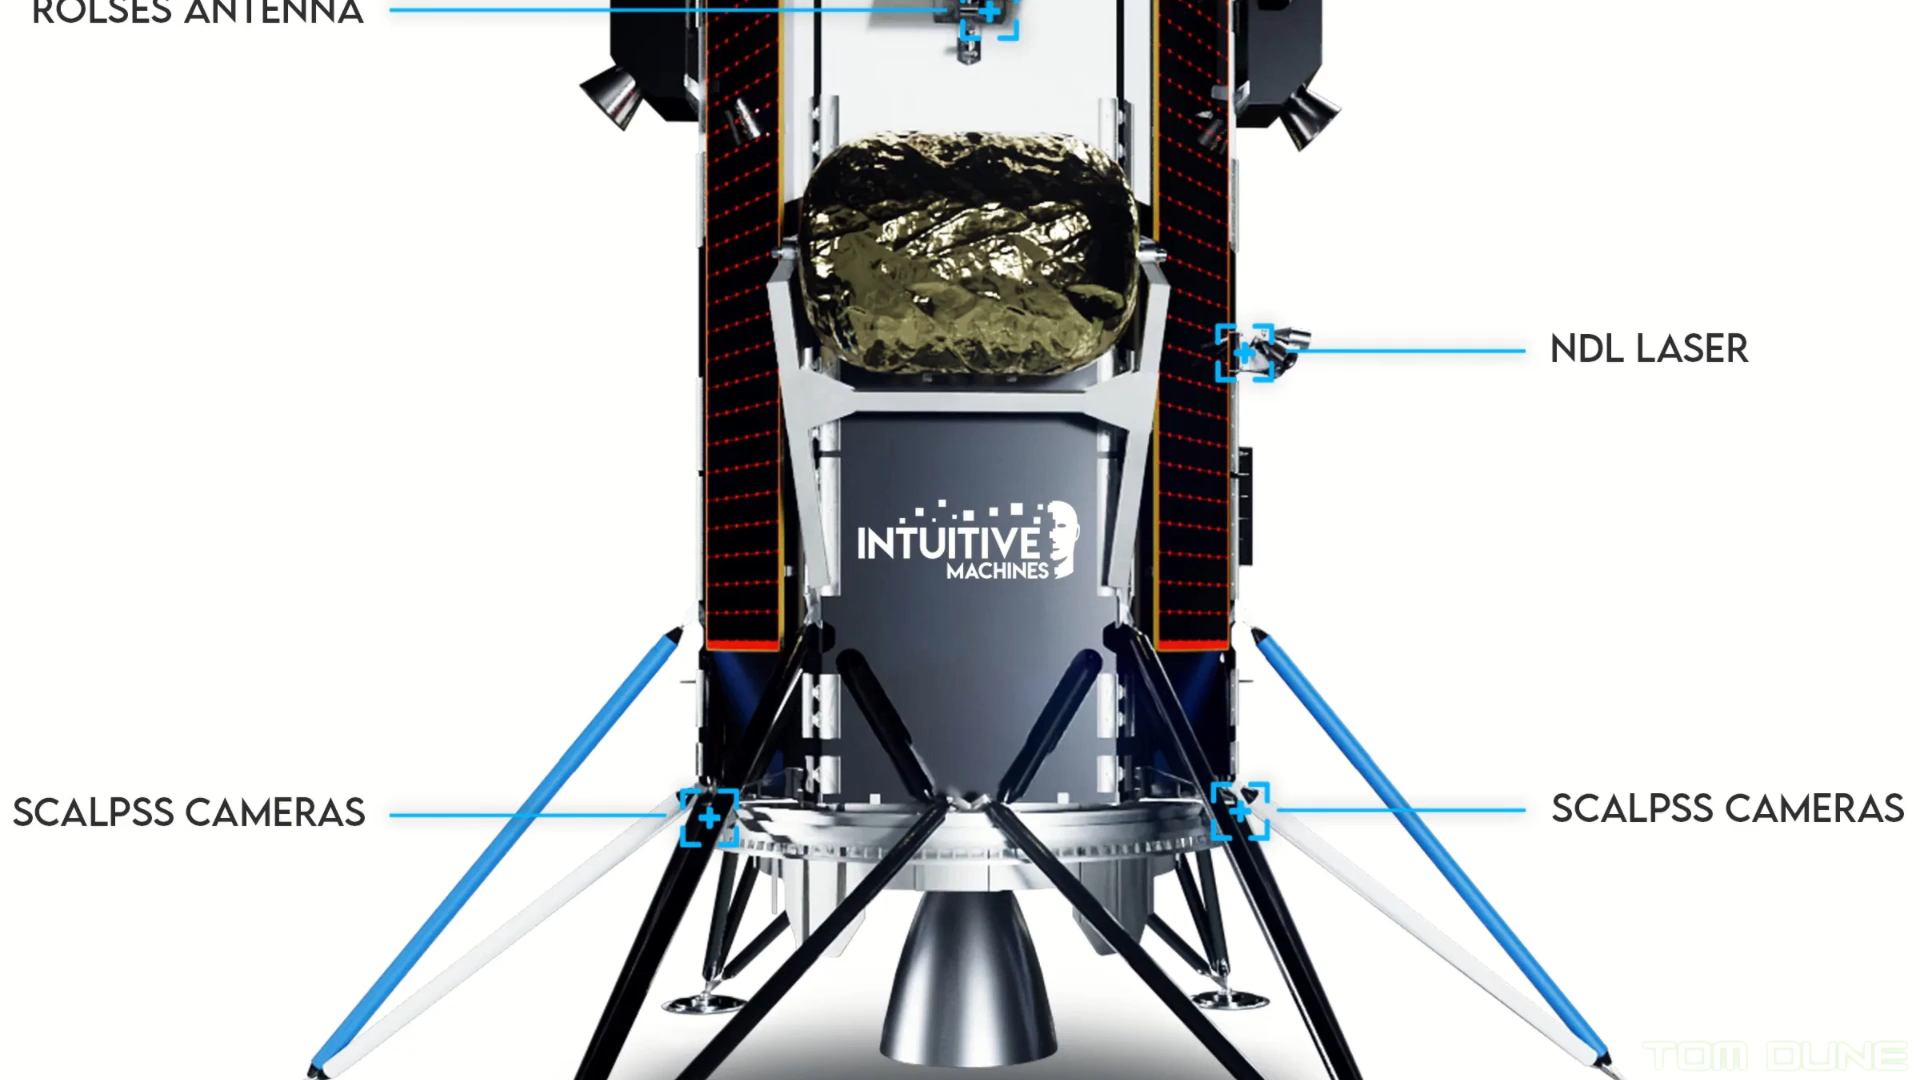 ROLSES ANTENNA
NDL LASER
INTUITIVE
MACHINES
SCALPSS CAMERAS
SCALPSS CAMERAS
TOM DUNE